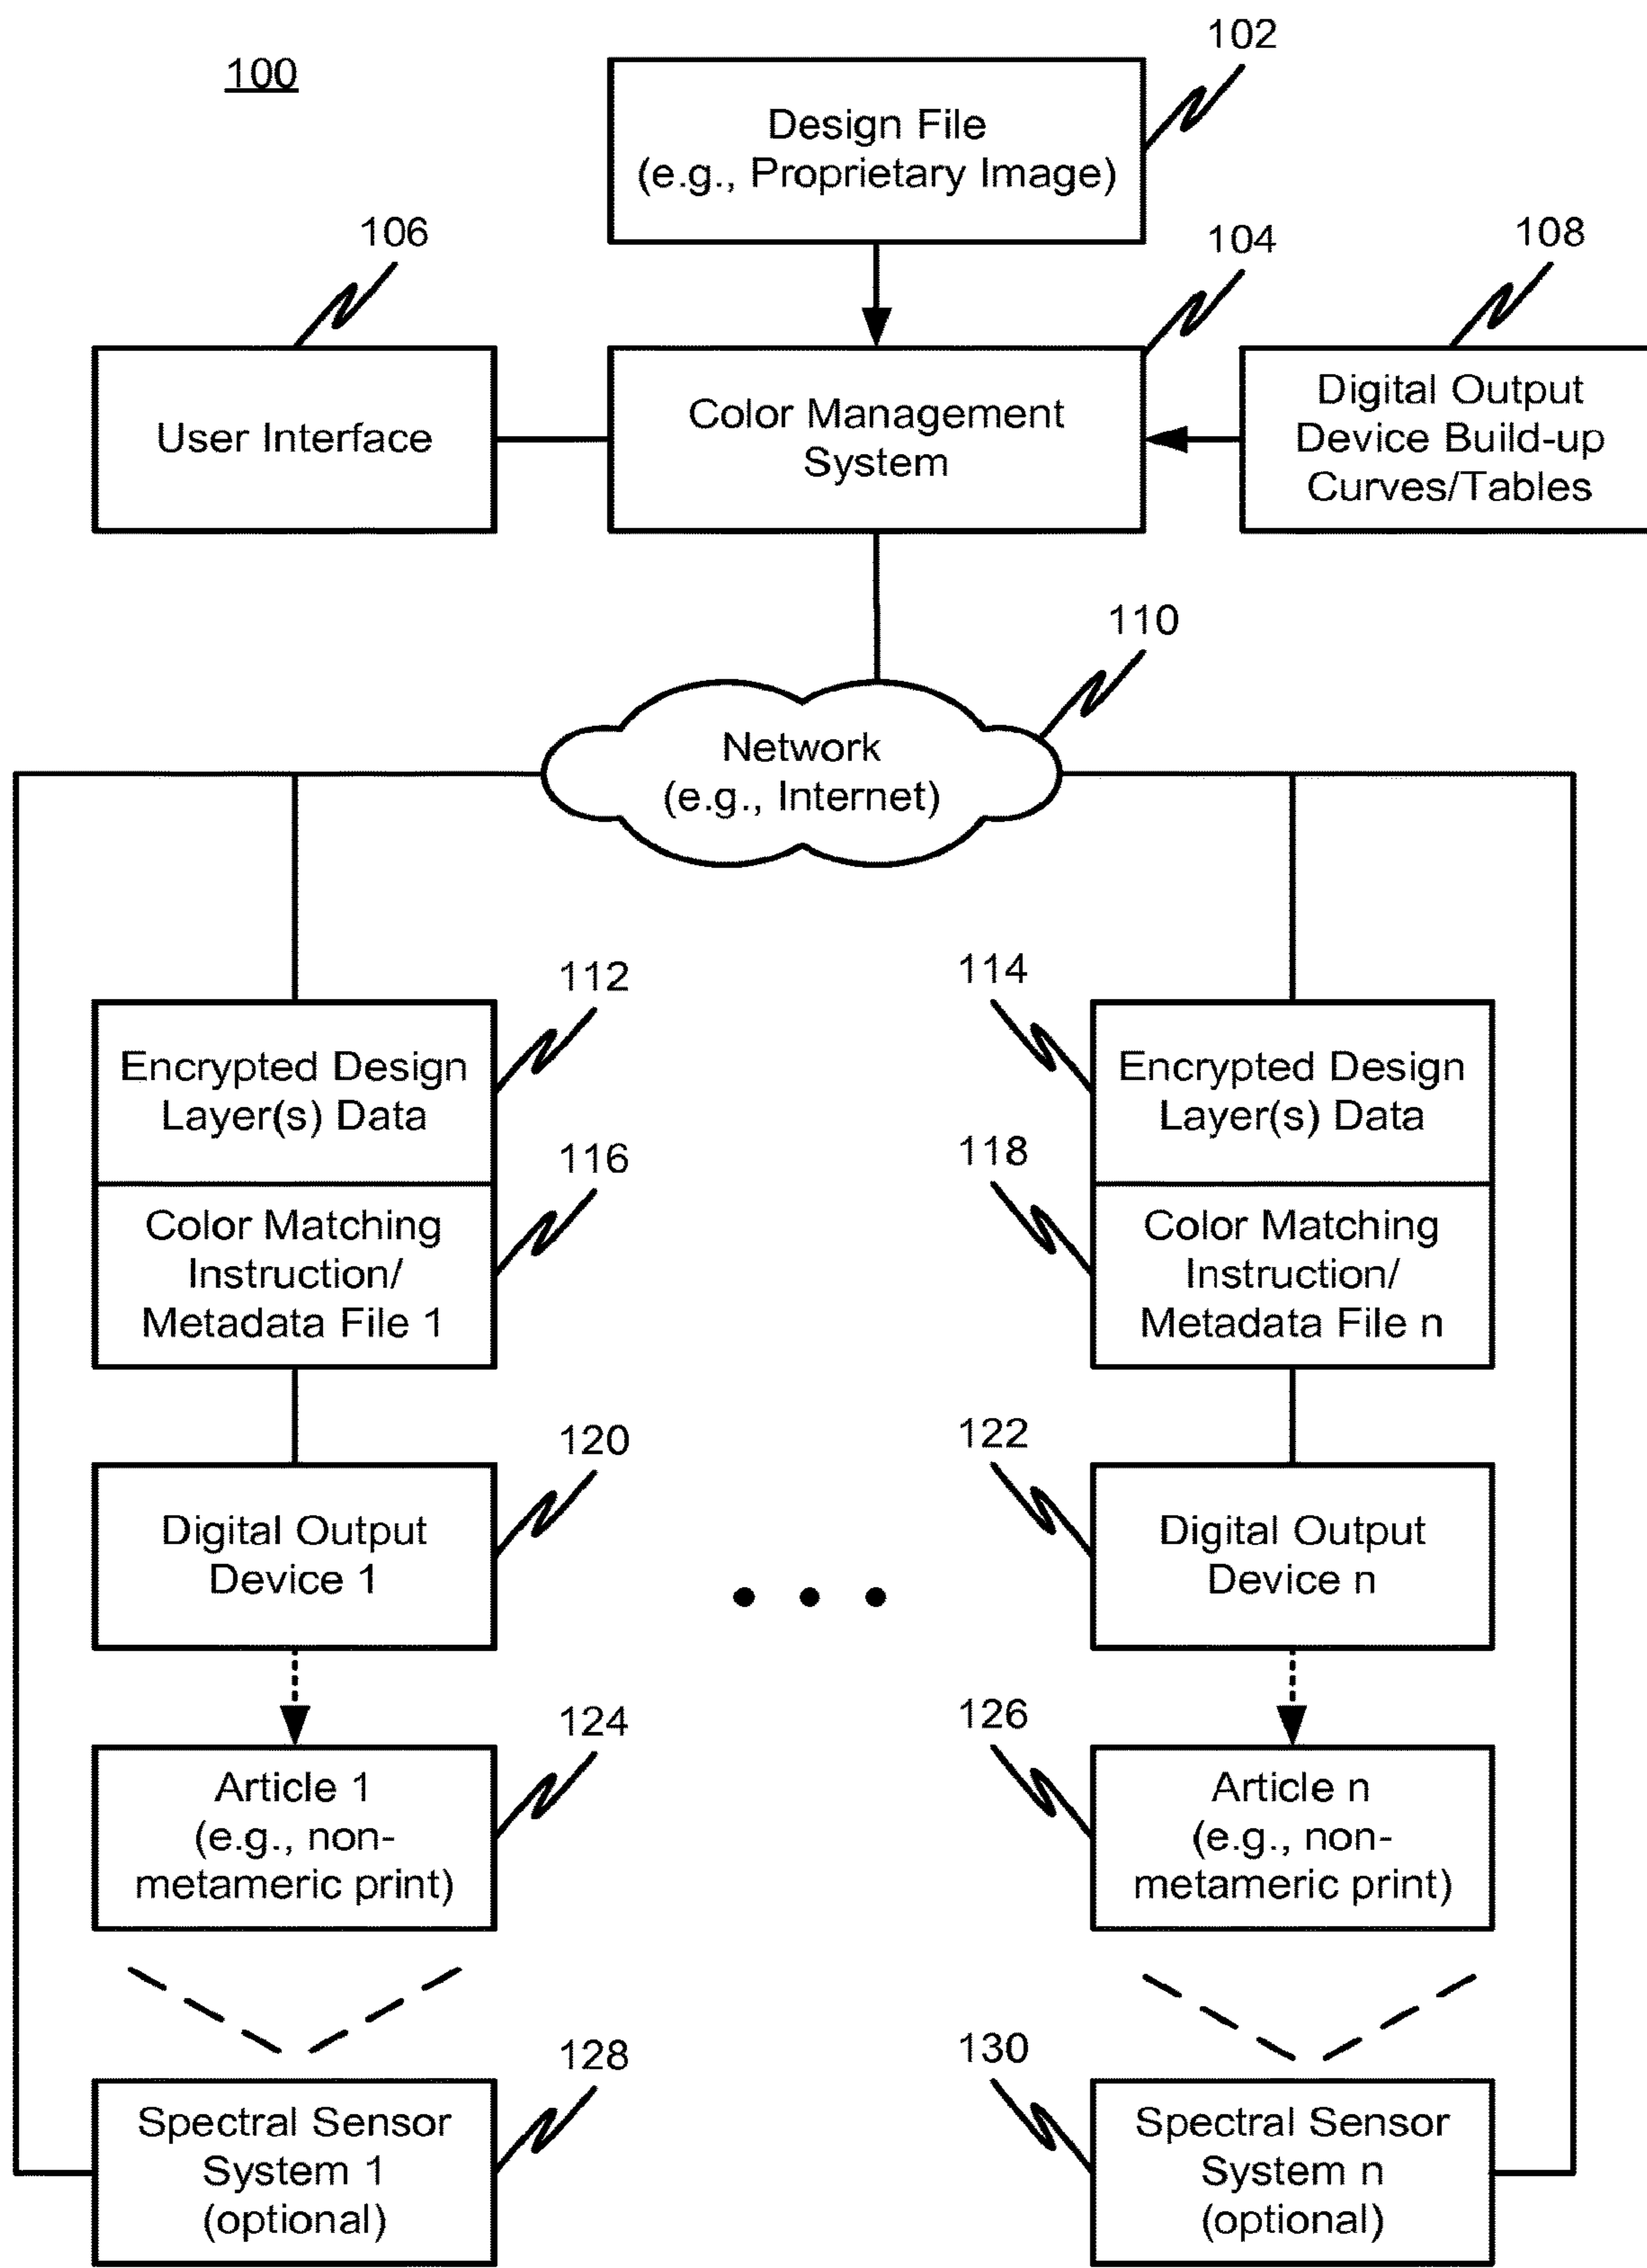 100
102
Design File
(e.g., Proprietary Image)
106
104
108
User Interface
Color Management
System
Digital Output
Device Build-up
Curves/Tables
110
Network
(e.g., Internet)
112
Encrypted Design
Layer(s) Data
116
Color Matching
Instruction/
Metadata File 1
114
Encrypted Design
Layer(s) Data
118
Color Matching
Instruction/
Metadata File n
120
Digital Output
Device 1
122
Digital Output
Device n
• • •
124
Article 1
(e.g., non-
metameric print)
126
Article n
(e.g., non-
metameric print)
128
Spectral Sensor
System 1
(optional)
130
Spectral Sensor
System n
(optional)